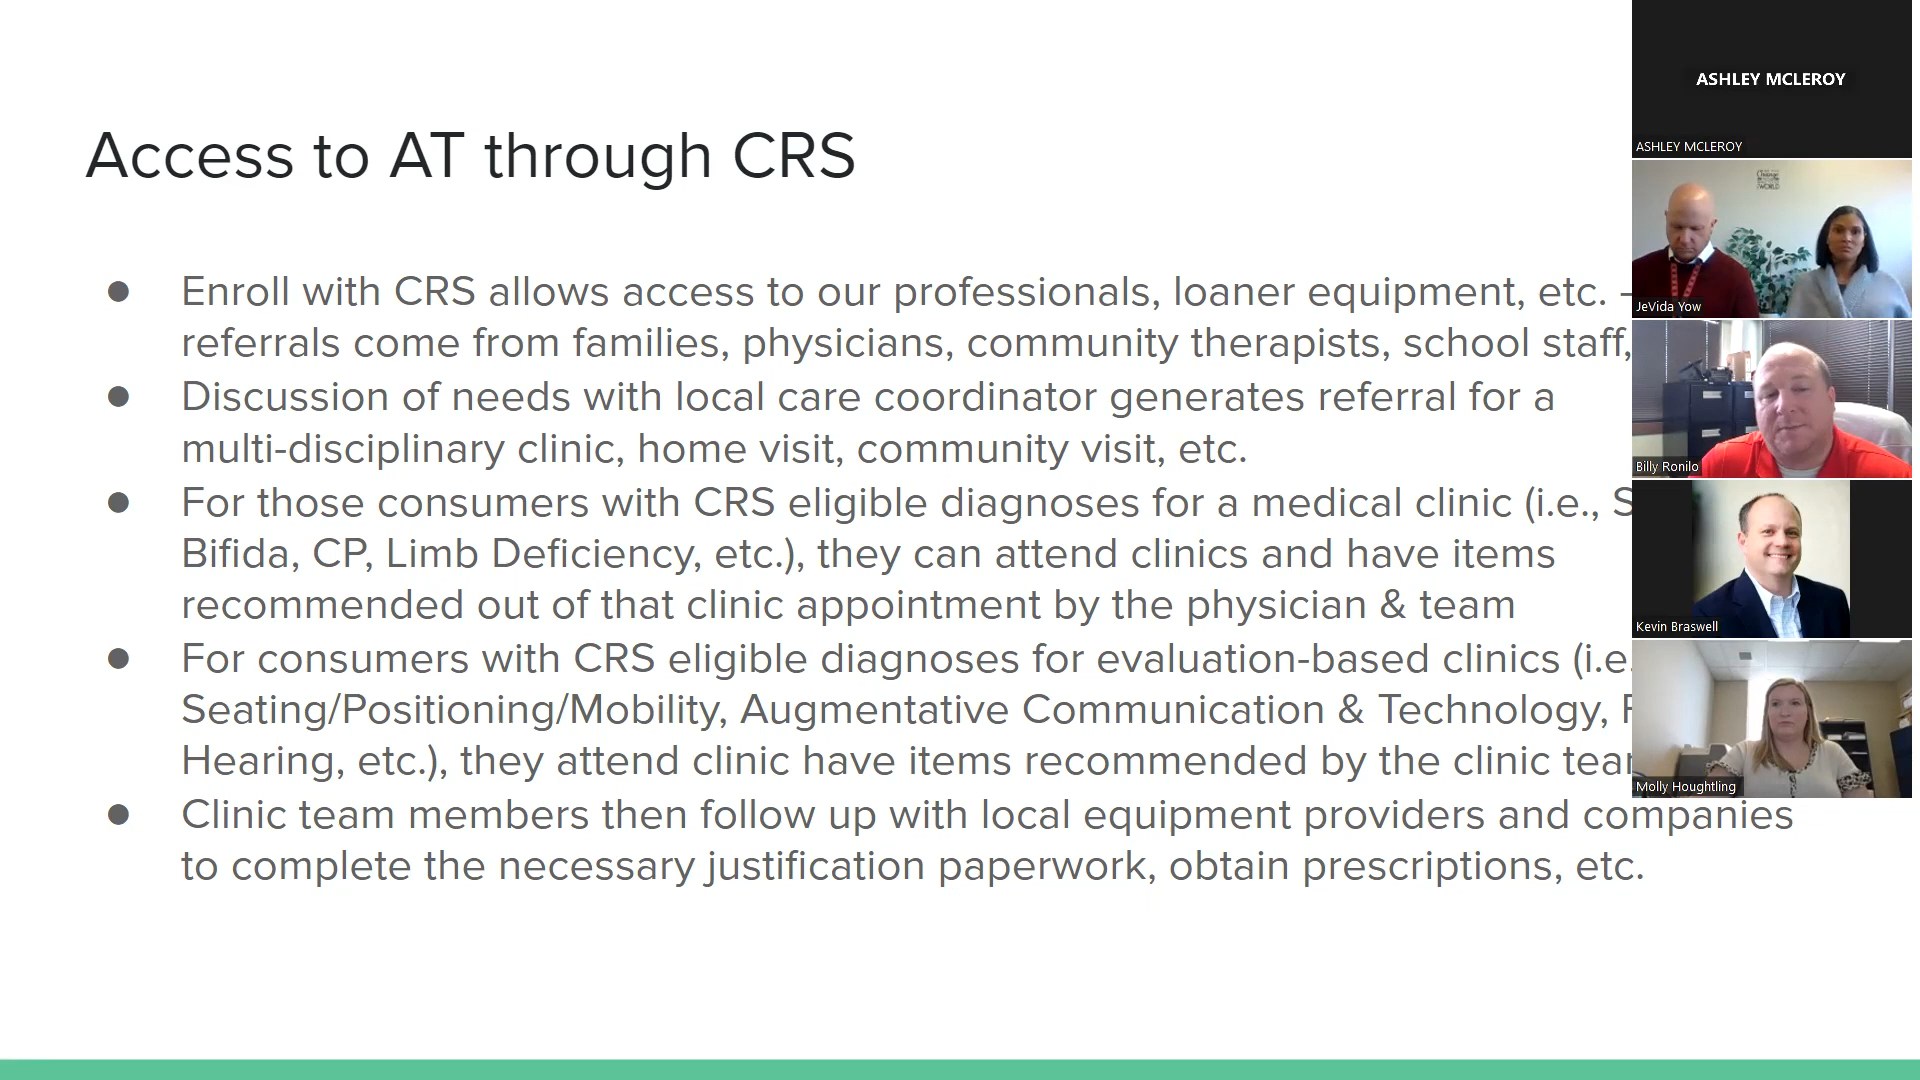 Access to AT through CRS
● Enroll with CRS allows access to our professionals, loaner equipment, etc. -
referrals come from families, physicians, community therapists, school staff,
● Discussion of needs with local care coordinator generates referral for a
multi-disciplinary clinic, home visit, community visit, etc.
● For those consumers with CRS eligible diagnoses for a medical clinic (i.e.,
Bifida, CP, Limb Deficiency, etc.), they can attend clinics and have items
recommended out of that clinic appointment by the physician & team
● For consumers with CRS eligible diagnoses for evaluation-based clinics (i.e.
Seating/Positioning/Mobility, Augmentative Communication & Technology,
Hearing, etc.), they attend clinic have items recommended by the clinic
● Clinic team members then follow up with local equipment providers and companies
to complete the necessary justification paperwork, obtain prescriptions, etc.
ASHLEY MCLEROY
ASHLEY MCLEROY
Change
WORLD
JeVida Yow
Billy Ronilo
Kevin Braswell
Molly Houghtling